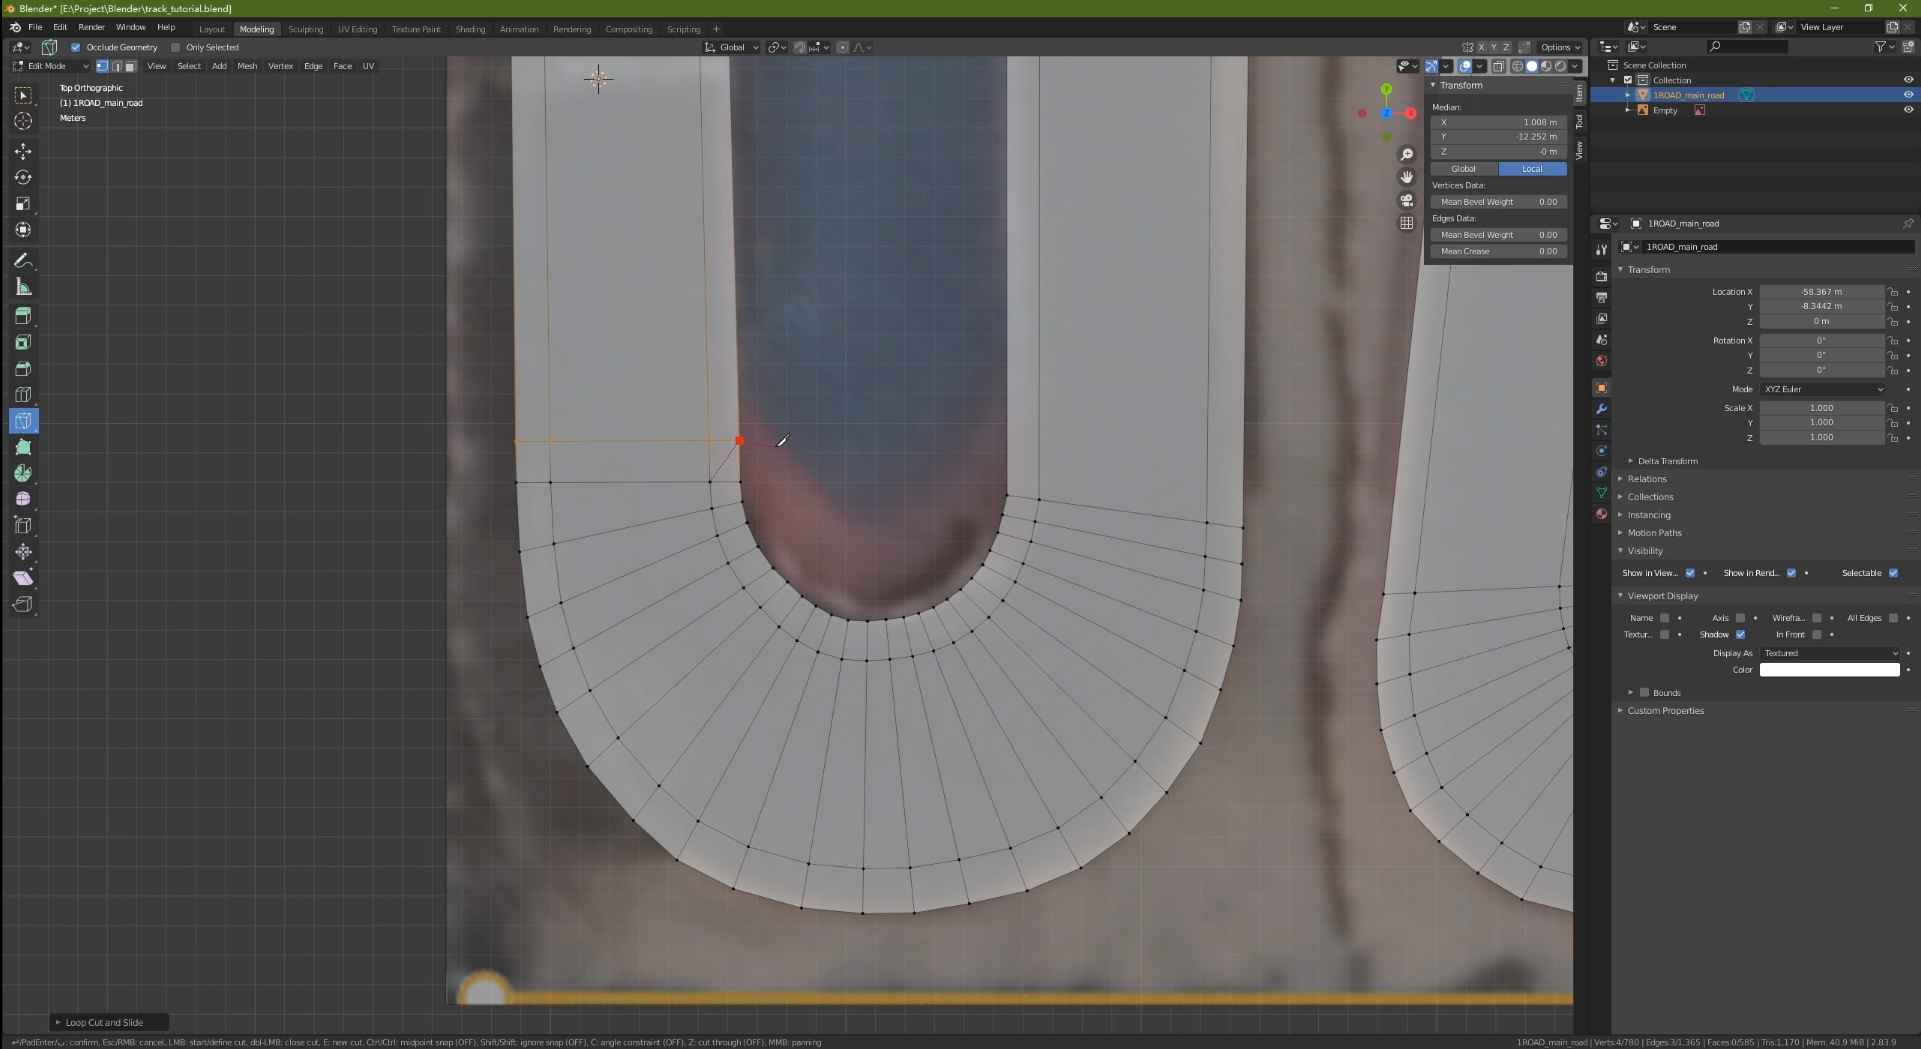 Blender* [E:\Project\Blender\track_tutorial.blend]
File Edit Render Window Help
Layout Modeling Sculpting UV Editing Texture Paint Shading Animation Rendering Compositing Scripting +
Scene
View Layer
Occlude Geometry Only Selected
Global
X Y Z
Options
Edit Mode
View Select Add Mesh Vertex Edge Face UV
Top Orthographic
(1) 1ROAD_main_road
Meters
Z
X
Transform
Median:
X 1.008 m
Y -12.252 m
Z -0 m
Global Local
Vertices Data:
Mean Bevel Weight 0.00
Edges Data:
Mean Bevel Weight 0.00
Mean Crease 0.00
Item
Tool
View
Scene Collection
Collection
1ROAD_main_road
Empty
1ROAD_main_road
1ROAD_main_road
Transform
Location X -58.367 m
Y -8.3442 m
Z 0 m
Rotation X 0°
Y 0°
Z 0°
Mode XYZ Euler
Scale X 1.000
Y 1.000
Z 1.000
Delta Transform
Relations
Collections
Instancing
Motion Paths
Visibility
Show in View... Show in Rend... Selectable
Viewport Display
Name Axis Wirefra... All Edges
Textur... Shadow In Front
Display As Textured
Color
Bounds
Custom Properties
Loop Cut and Slide
/PadEnter/ : confirm, Esc/RMB: cancel, LMB: start/define cut, dbl-LMB: close cut, E: new cut, Ctrl/Ctrl: midpoint snap (OFF), Shift/Shift: ignore snap (OFF), C: angle constraint (OFF), Z: cut through (OFF), MMB: panning
1ROAD_main_road | Verts:4/780 | Edges:3/1,365 | Faces:0/585 | Tris:1,170 | Mem: 40.9 MiB | 2.83.9